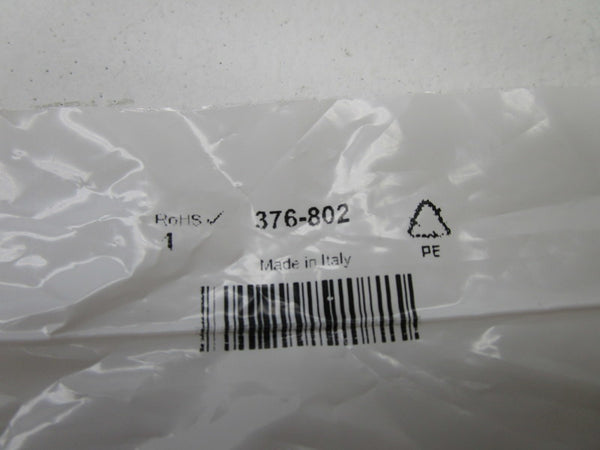 RoHS ✓ 376-802
1
PE
Made in Italy